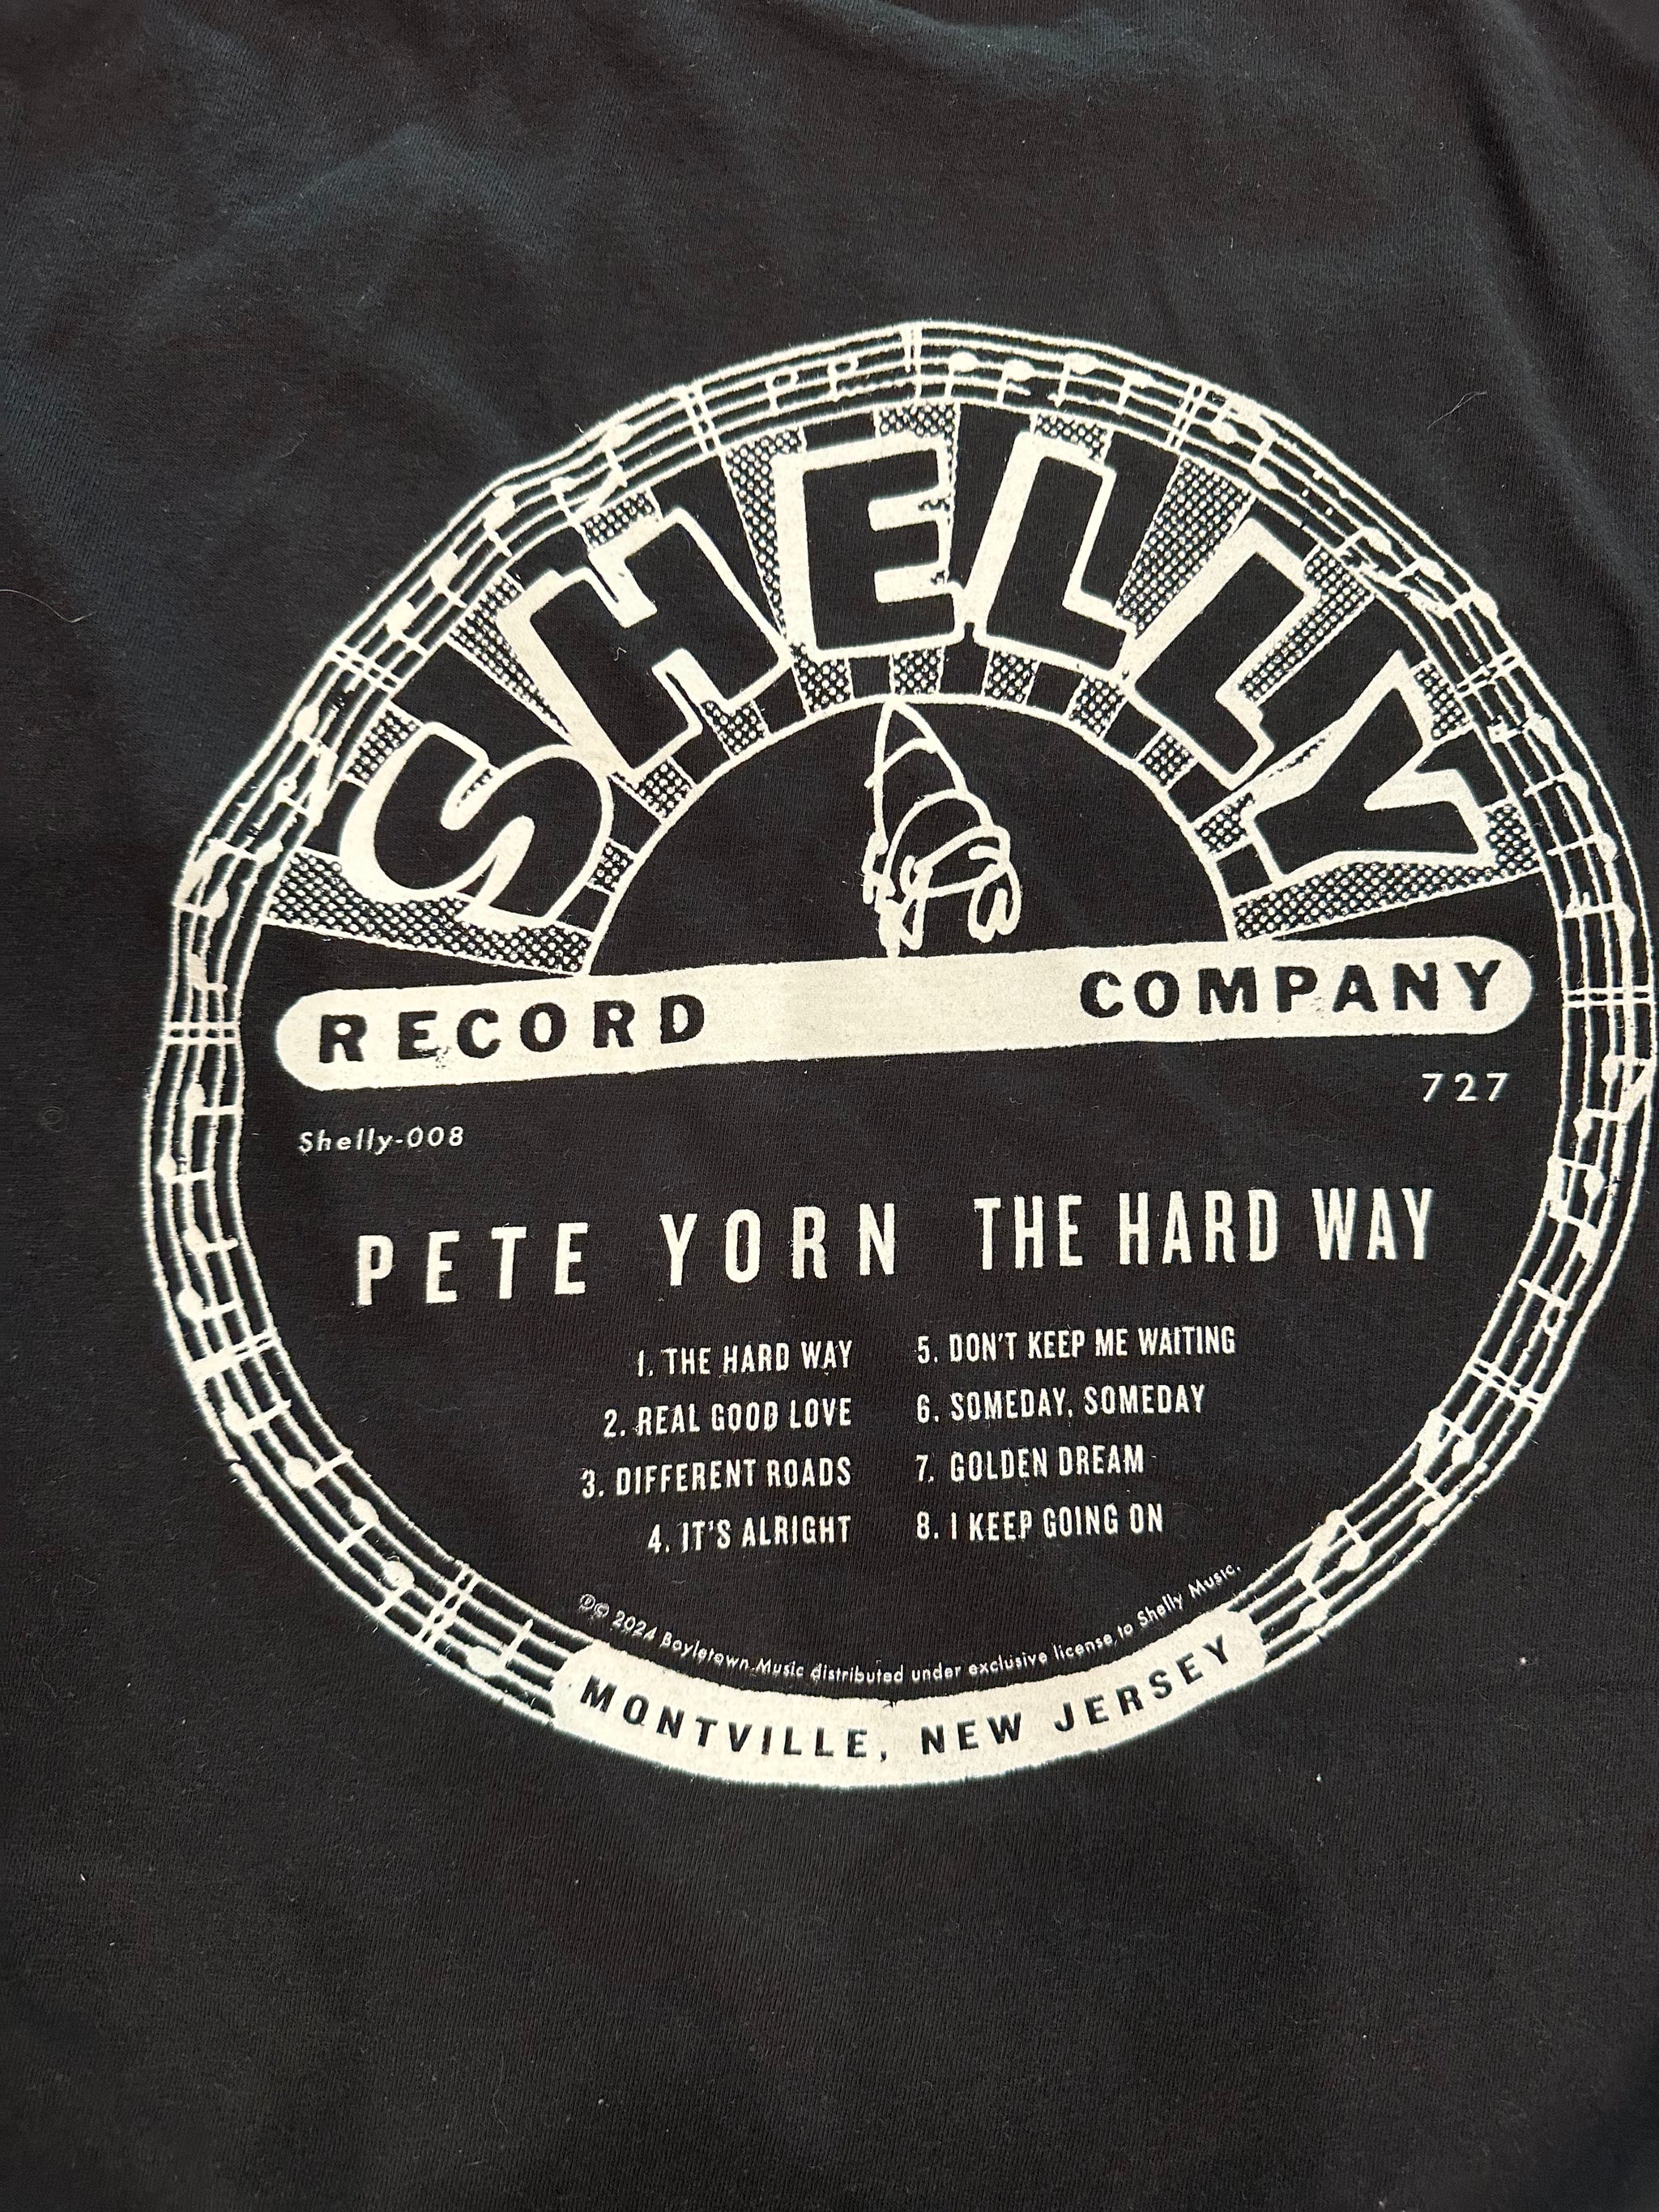 SHELLY
RECORD COMPANY
727
Shelly-008
PETE YORN THE HARD WAY
1. THE HARD WAY
2. REAL GOOD LOVE
3. DIFFERENT ROADS
4. IT'S ALRIGHT
5. DON'T KEEP ME WAITING
6. SOMEDAY, SOMEDAY
7. GOLDEN DREAM
8. I KEEP GOING ON
℗© 2024 Boyletown Music distributed under exclusive license to Shelly Music.
MONTVILLE, NEW JERSEY